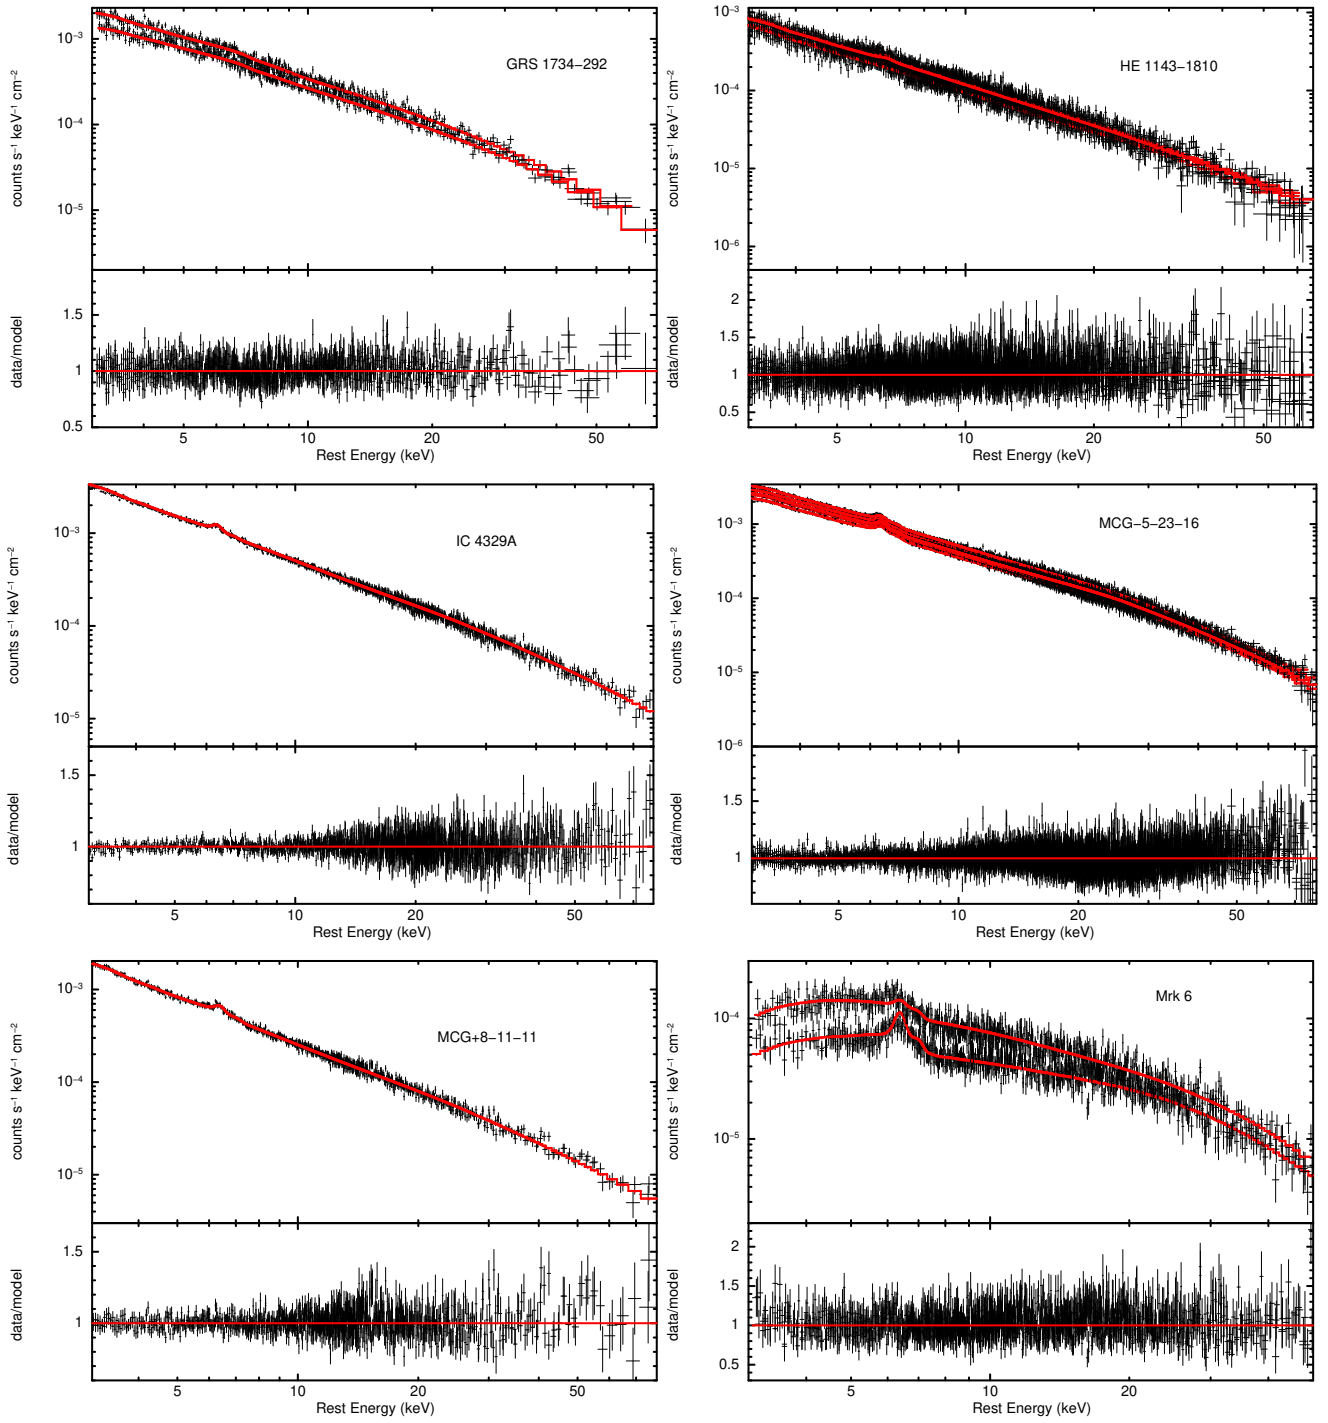 GRS 1734−292
counts s⁻¹ keV⁻¹ cm⁻²
10⁻³
10⁻⁴
10⁻⁵
data/model
1.5
1
0.5
5 10 20 50
Rest Energy (keV)
HE 1143−1810
counts s⁻¹ keV⁻¹ cm⁻²
10⁻³
10⁻⁴
10⁻⁵
10⁻⁶
data/model
2
1.5
1
0.5
5 10 20 50
Rest Energy (keV)
IC 4329A
counts s⁻¹ keV⁻¹ cm⁻²
10⁻³
10⁻⁴
10⁻⁵
data/model
1.5
1
5 10 20 50
Rest Energy (keV)
MCG−5−23−16
counts s⁻¹ keV⁻¹ cm⁻²
10⁻³
10⁻⁴
10⁻⁵
10⁻⁶
data/model
1.5
1
5 10 20 50
Rest Energy (keV)
MCG+8−11−11
counts s⁻¹ keV⁻¹ cm⁻²
10⁻³
10⁻⁴
10⁻⁵
data/model
1.5
1
5 10 20 50
Rest Energy (keV)
Mrk 6
counts s⁻¹ keV⁻¹ cm⁻²
10⁻⁴
10⁻⁵
data/model
2
1.5
1
0.5
5 10 20
Rest Energy (keV)